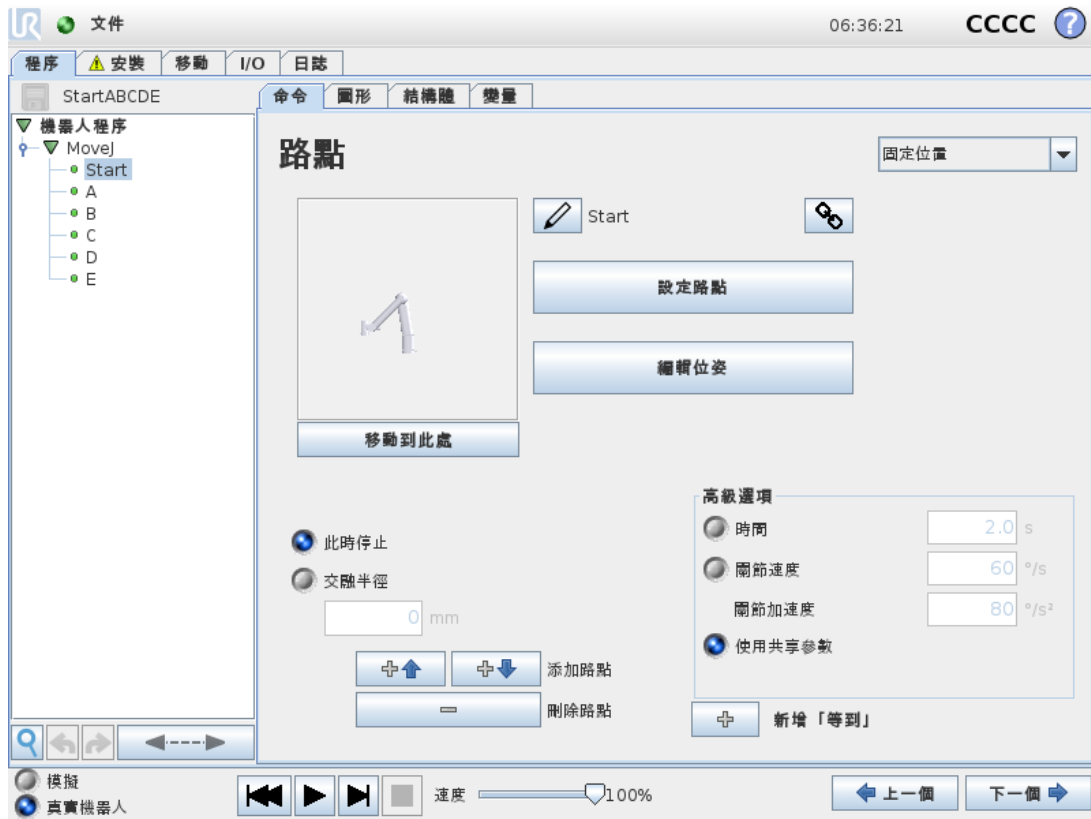 UR 文件 06:36:21 CCCC ?
程序 安裝 移動 I/O 日誌
StartABCDE
命令 圖形 結構體 變量
機器人程序
MoveJ
Start
A
B
C
D
E
路點
固定位置
Start
設定路點
編輯位姿
移動到此處
此時停止
交融半徑
0 mm
添加路點
刪除路點
高級選項
時間 2.0 s
關節速度 60 °/s
關節加速度 80 °/s²
使用共享參數
新增「等到」
模擬
真實機器人
速度 100%
上一個 下一個